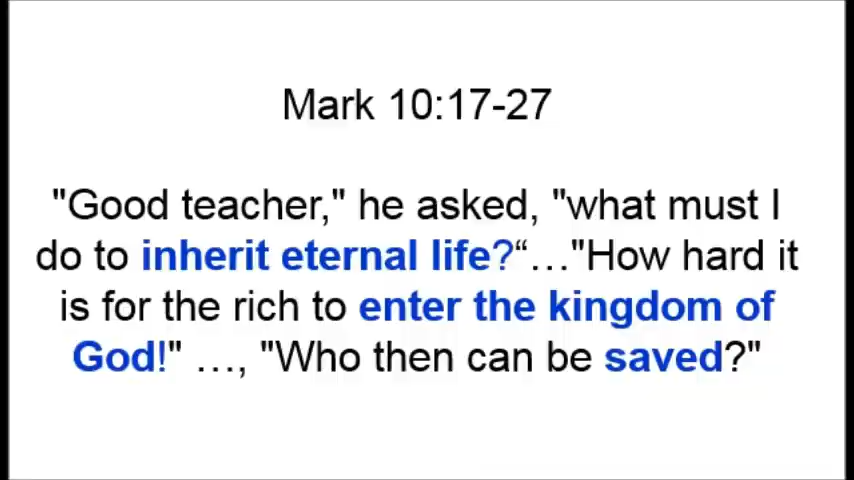 Mark 10:17-27
"Good teacher," he asked, "what must I
do to inherit eternal life?“…"How hard it
is for the rich to enter the kingdom of
God!" …, "Who then can be saved?"